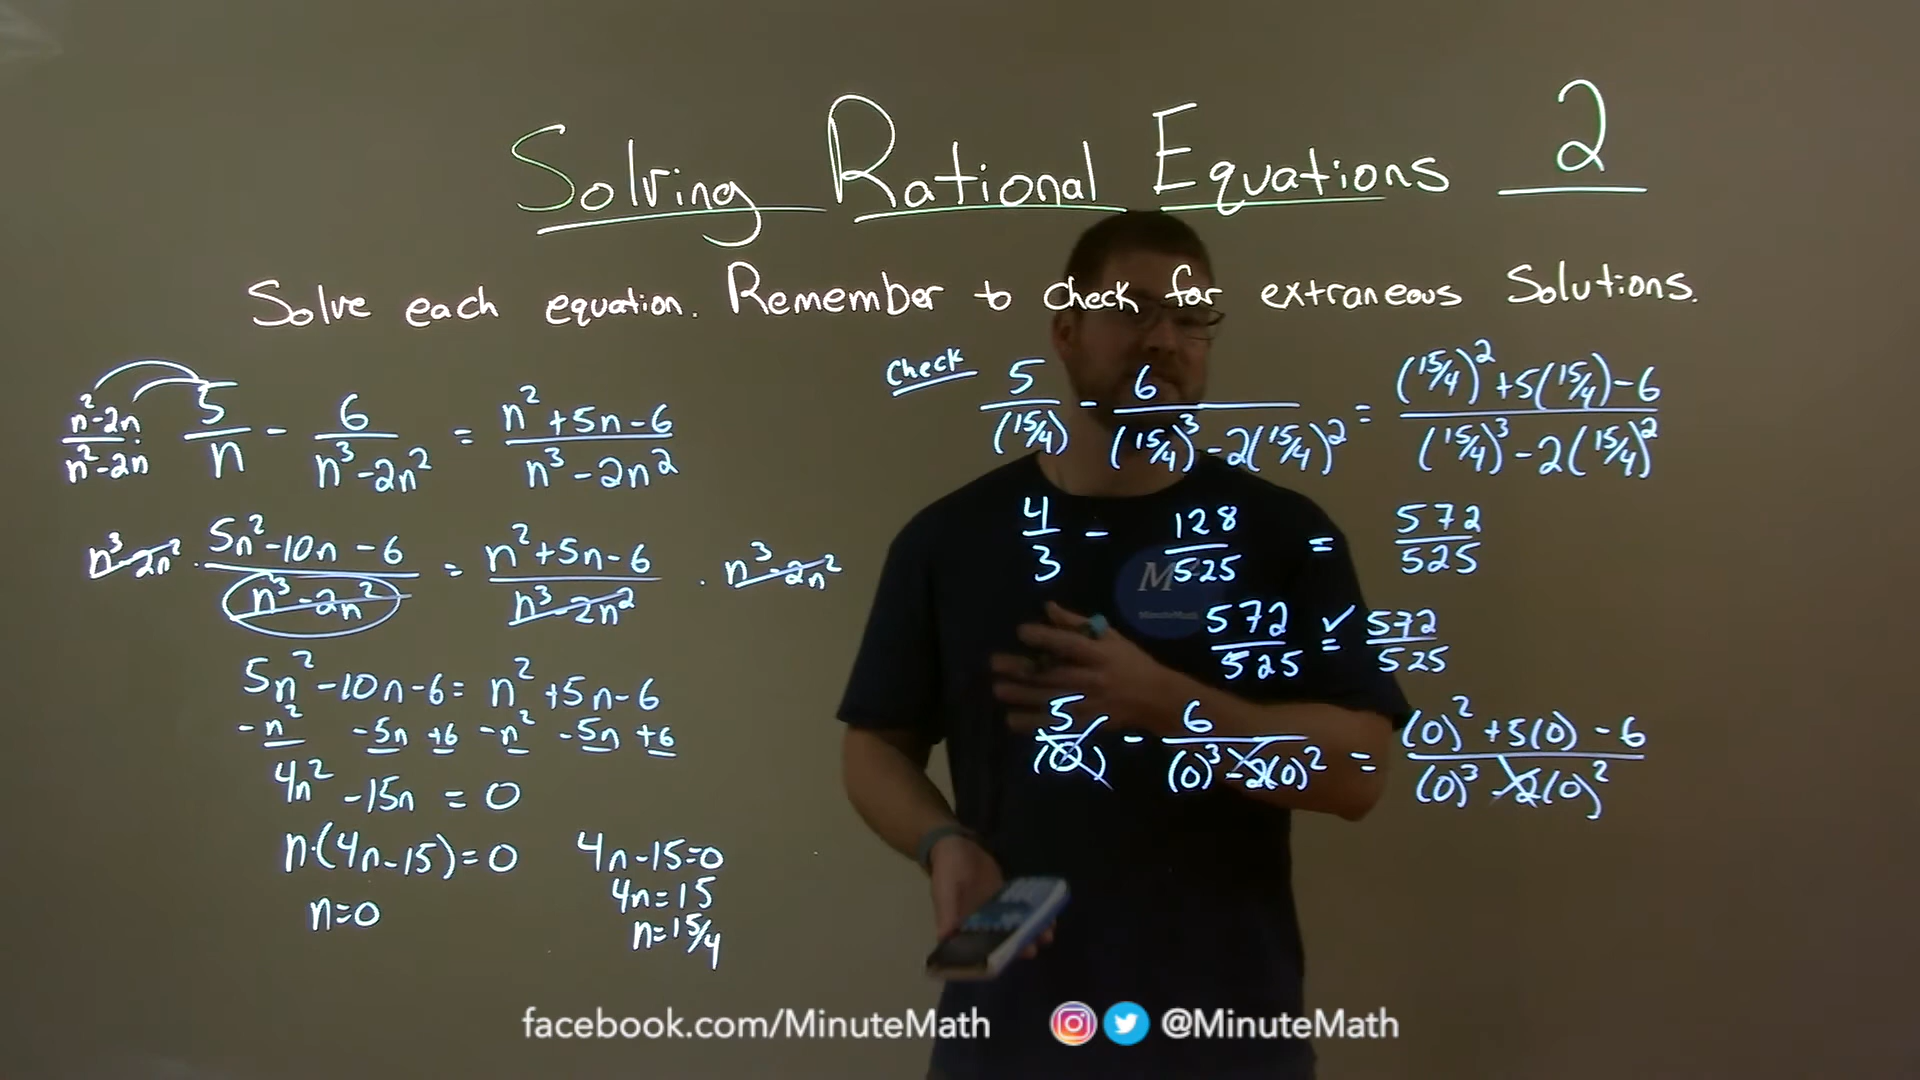 Solving Rational Equations 2
Solve each equation. Remember to check for extraneous Solutions.
n²-2n/n²-2n · 5/n - 6/n³-2n² = n²+5n-6/n³-2n²
n³-2n² · 5n²-10n-6/n³-2n² = n²+5n-6/n³-2n² · n³-2n²
5n²-10n-6 = n²+5n-6
-n² -5n +6 -n² -5n +6
4n²-15n = 0
n·(4n-15)=0
n=0
4n-15=0
4n=15
n=15/4
Check
5/(15/4) - 6/(15/4)³-2(15/4)² = (15/4)²+5(15/4)-6/(15/4)³-2(15/4)²
4/3 - 128/525 = 572/525
572/525 =✓ 572/525
5/(0) - 6/(0)³-2(0)² = (0)²+5(0)-6/(0)³-2(0)²
M²
MinuteMath
facebook.com/MinuteMath @MinuteMath